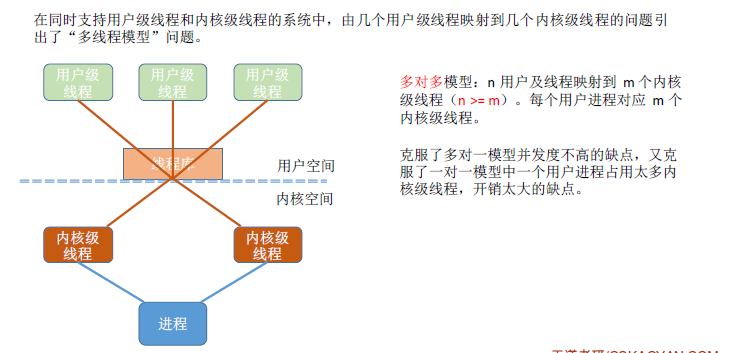 在同时支持用户级线程和内核级线程的系统中，由几个用户级线程映射到几个内核级线程的问题引
出了“多线程模型”问题。
用户级
线程
用户级
线程
用户级
线程
线程库
用户空间
内核空间
内核级
线程
内核级
线程
进程
多对多模型：n 用户及线程映射到 m 个内核
级线程（n >= m）。每个用户进程对应 m 个
内核级线程。
克服了多对一模型并发度不高的缺点，又克
服了一对一模型中一个用户进程占用太多内
核级线程，开销太大的缺点。